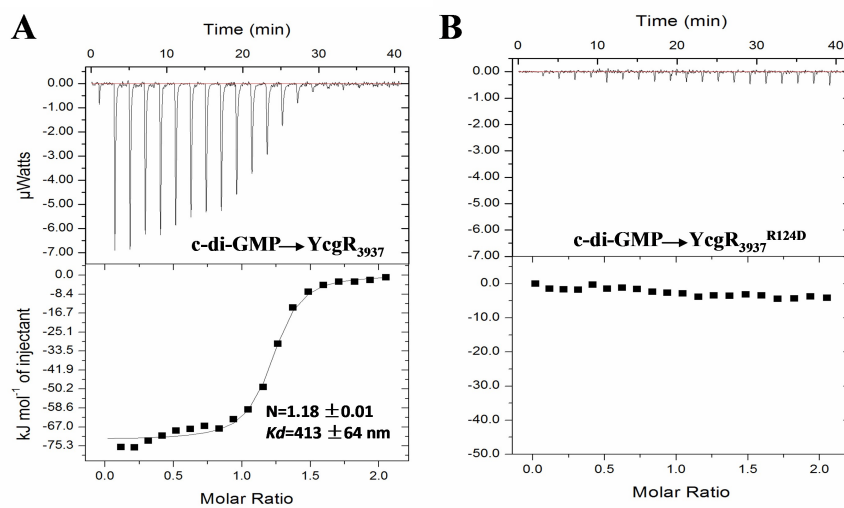 A
Time (min)
0 10 20 30 40
0.00
-1.00
-2.00
-3.00
-4.00
-5.00
-6.00
-7.00
µWatts
c-di-GMP→YcgR3937
0.0
-8.4
-16.7
-25.1
-33.5
-41.9
-50.2
-58.6
-67.0
-75.3
kJ mol-1 of injectant
N=1.18 ±0.01
Kd=413 ±64 nm
0.0 0.5 1.0 1.5 2.0
Molar Ratio
B
Time (min)
0 10 20 30 40
0.00
-1.00
-2.00
-3.00
-4.00
-5.00
-6.00
-7.00
c-di-GMP→YcgR3937R124D
0.0
-10.0
-20.0
-30.0
-40.0
-50.0
0.0 0.5 1.0 1.5 2.0
Molar Ratio